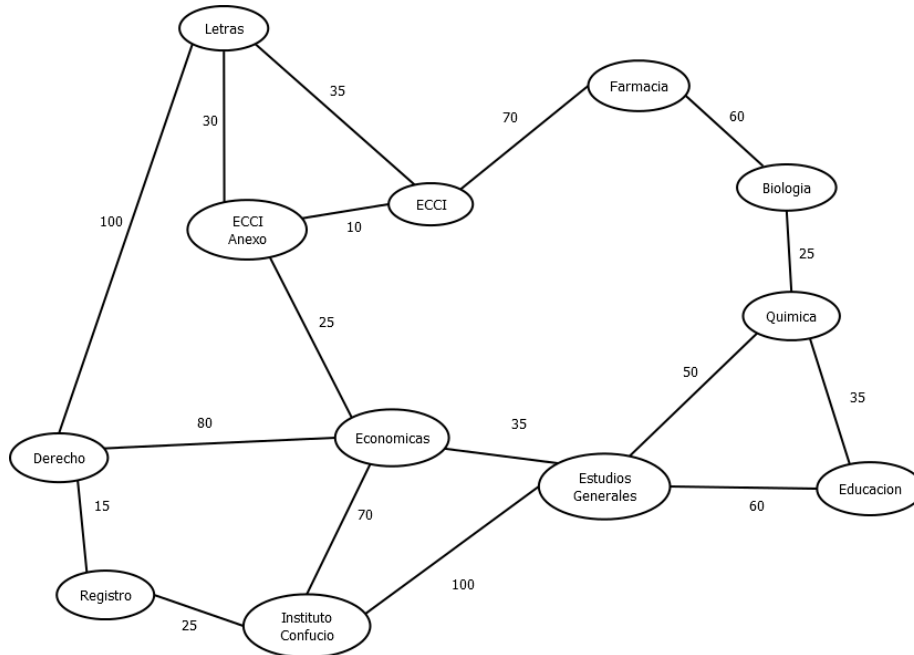 Letras
35
Farmacia
70
60
30
Biologia
ECCI
ECCI
Anexo
10
100
25
Quimica
25
50
35
80
35
Economicas
Derecho
Estudios
Generales
Educacion
15
70
60
100
Registro
25
Instituto
Confucio